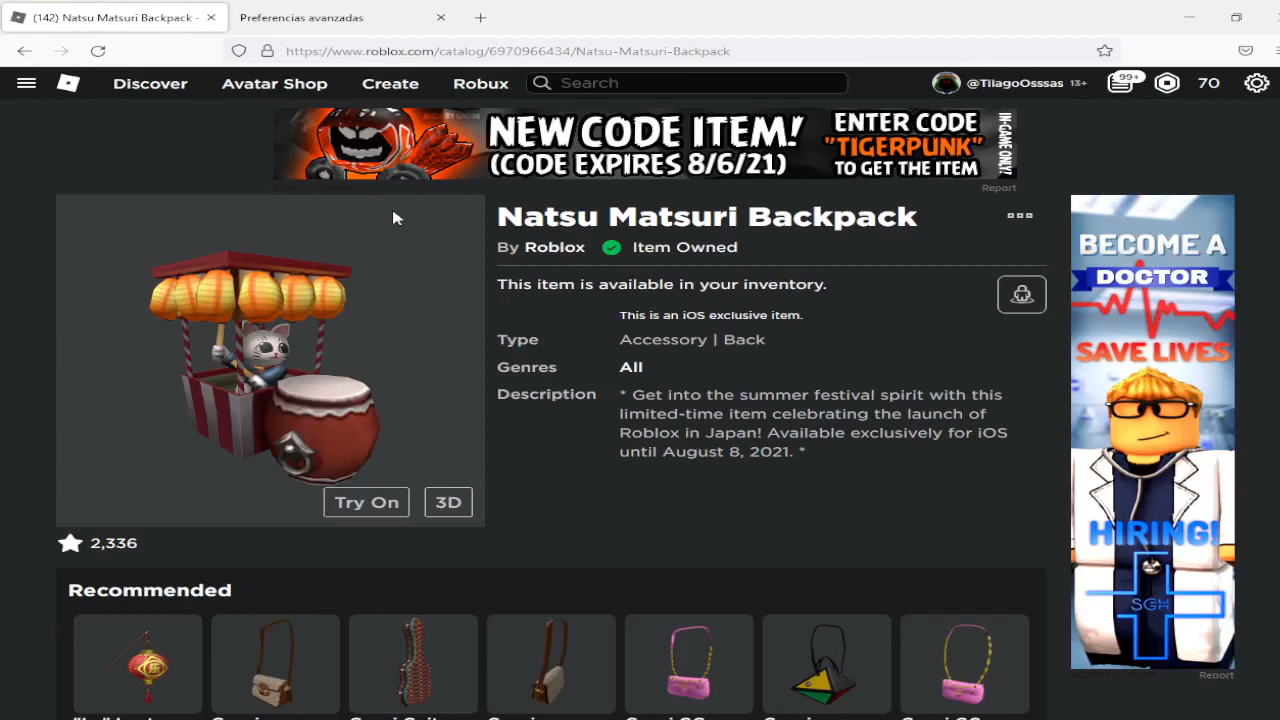 (142) Natsu Matsuri Backpack -
Preferencias avanzadas
https://www.roblox.com/catalog/6970966434/Natsu-Matsuri-Backpack
Discover
Avatar Shop
Create
Robux
Search
@TilagoOsssas 13+
99+
70
NEW CODE ITEM!
(CODE EXPIRES 8/6/21)
ENTER CODE
"TIGERPUNK"
TO GET THE ITEM
IN-GAME ONLY!
Report
Natsu Matsuri Backpack
By Roblox Item Owned
This item is available in your inventory.
This is an iOS exclusive item.
Type Accessory | Back
Genres All
Description * Get into the summer festival spirit with this
limited-time item celebrating the launch of
Roblox in Japan! Available exclusively for iOS
until August 8, 2021. *
Try On
3D
2,336
BECOME A
DOCTOR
SAVE LIVES
HIRING!
SGH
ADVERTISEMENT
Report
Recommended